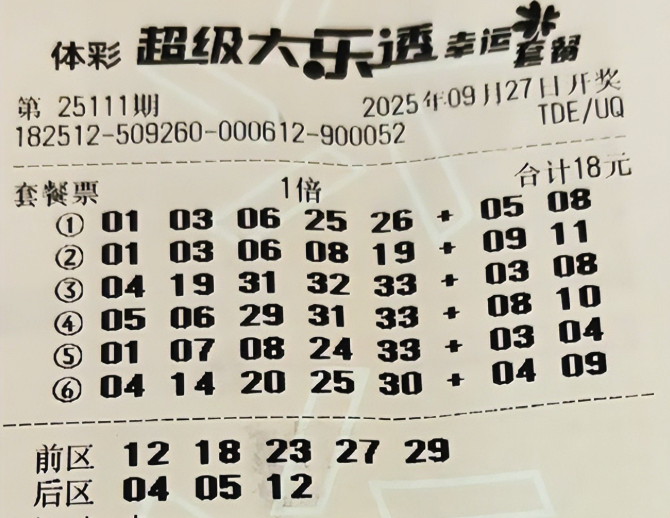 体彩 超级大乐透 幸运套餐
第 25111期 2025年09月27日开奖
182512-509260-000612-900052 TDE/UQ
套餐票 1倍 合计18元
① 01 03 06 25 26 + 05 08
② 01 03 06 08 19 + 09 11
③ 04 19 31 32 33 + 03 08
④ 05 06 29 31 33 + 08 10
⑤ 01 07 08 24 33 + 03 04
⑥ 04 14 20 25 30 + 04 09
前区 12 18 23 27 29
后区 04 05 12